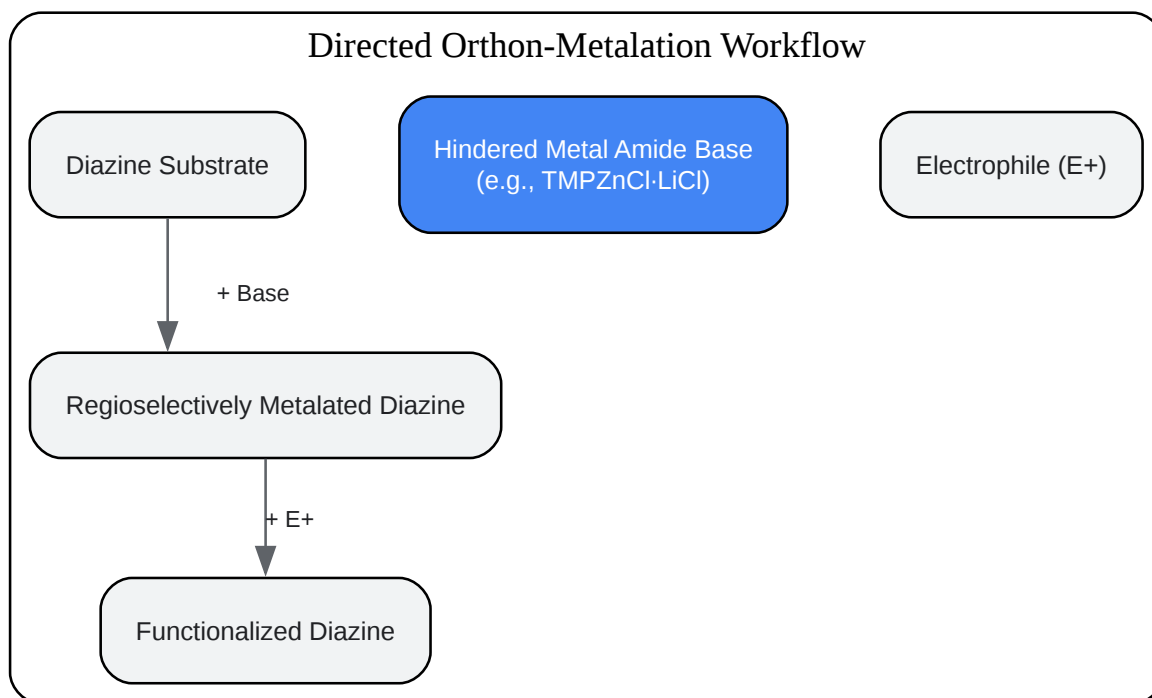 Directed Orthon-Metalation Workflow
Diazine Substrate
Hindered Metal Amide Base
(e.g., TMPZnCl·LiCl)
Electrophile (E+)
+ Base
Regioselectively Metalated Diazine
+ E+
Functionalized Diazine